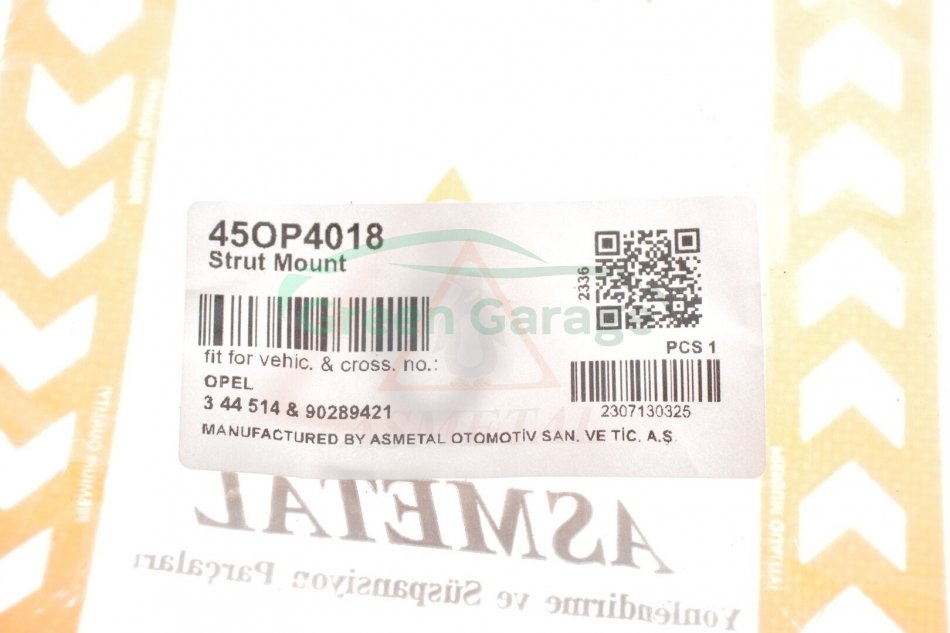 45OP4018
Strut Mount
2336
Green Garage
PCS 1
fit for vehic. & cross. no.:
OPEL
3 44 514 & 90289421
2307130325
ASMETAL
MANUFACTURED BY ASMETAL OTOMOTİV SAN. VE TİC. A.Ş.
ASMETAL
Yönlendirme ve Süspansiyon Parçaları